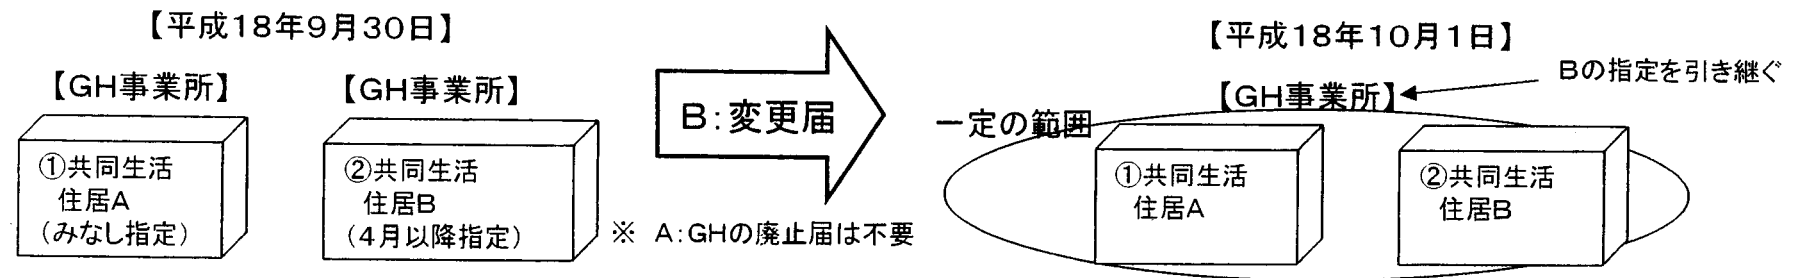 【平成18年9月30日】
【GH事業所】
【GH事業所】
①共同生活
住居A
(みなし指定)
②共同生活
住居B
(4月以降指定)
B:変更届
※ A:GHの廃止届は不要
【平成18年10月1日】
Bの指定を引き継ぐ
【GH事業所】
一定の範囲
①共同生活
住居A
②共同生活
住居B